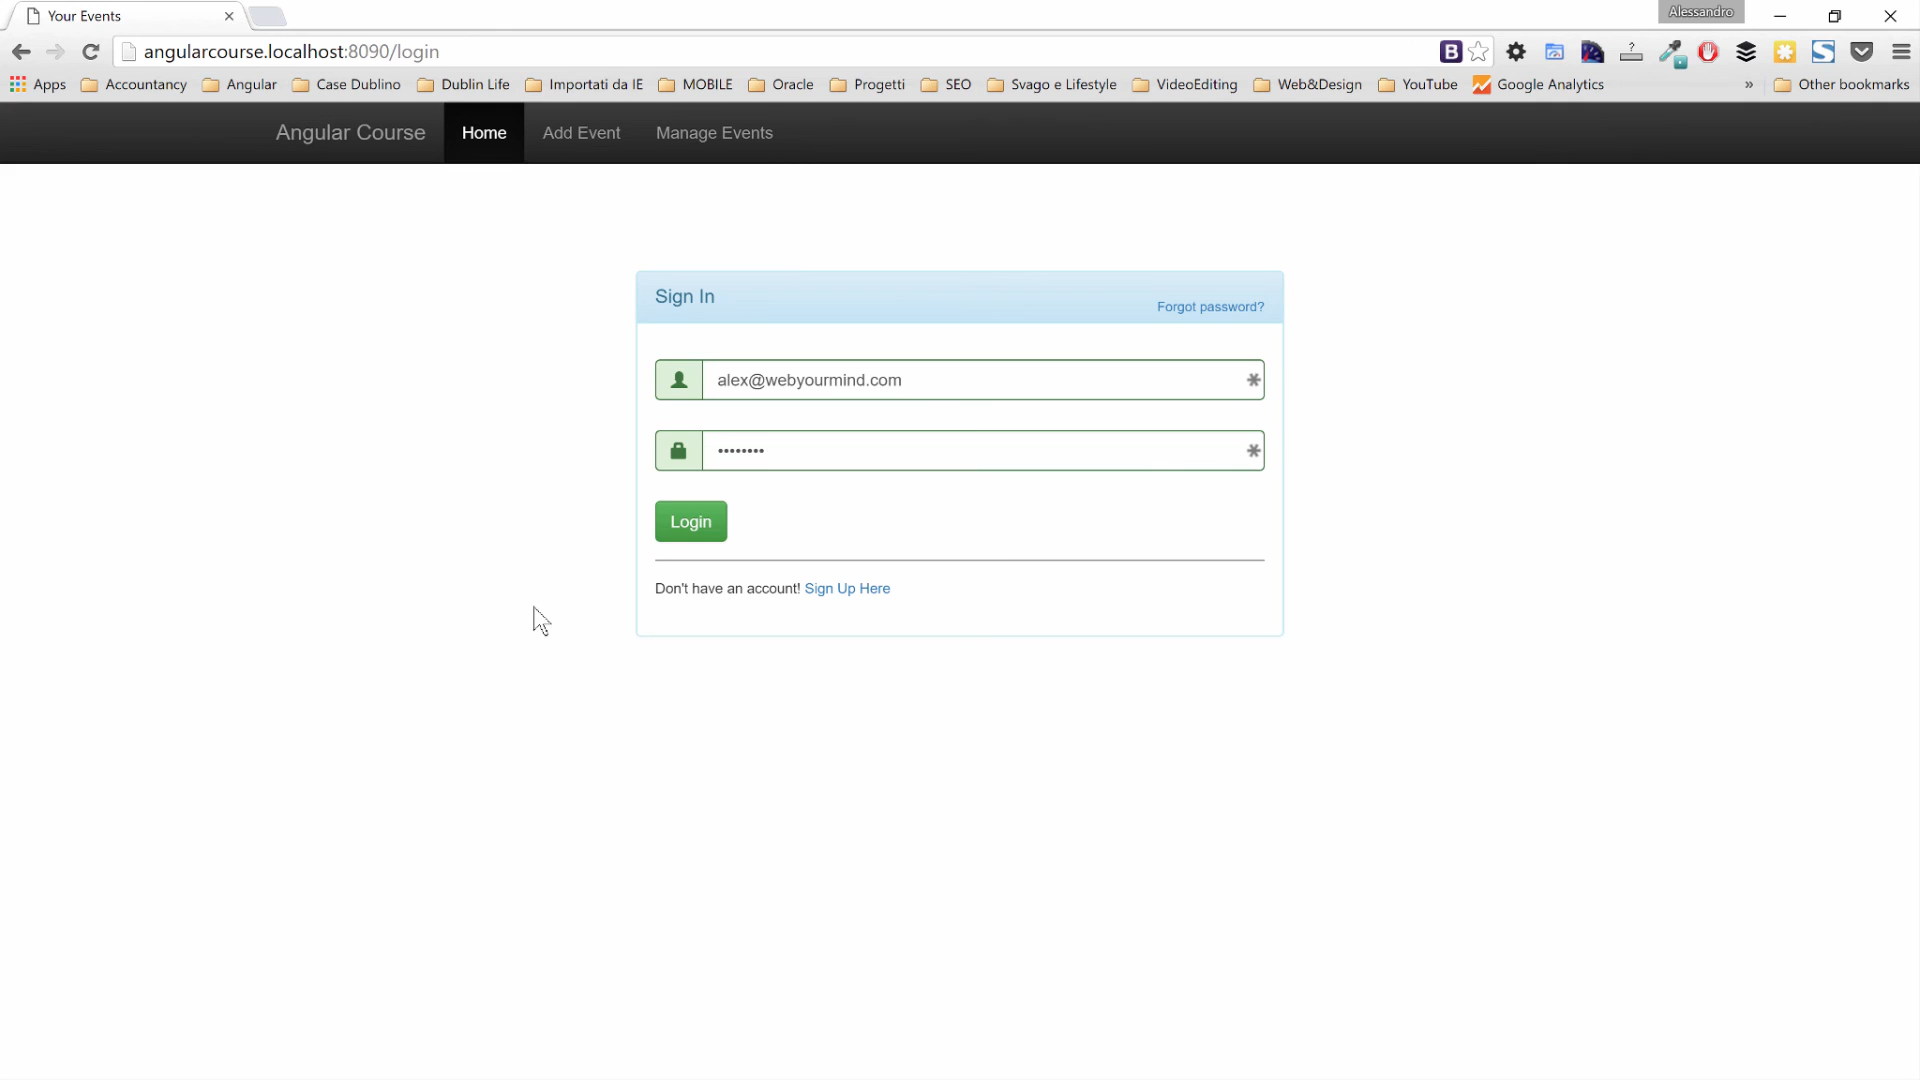 Your Events
Alessandro
angularcourse.localhost:8090/login
B
?
S
Apps Accountancy Angular Case Dublino Dublin Life Importati da IE MOBILE Oracle Progetti SEO Svago e Lifestyle VideoEditing Web&Design YouTube Google Analytics » Other bookmarks
Angular Course Home Add Event Manage Events
Sign In
Forgot password?
alex@webyourmind.com
••••••••
Login
Don't have an account! Sign Up Here